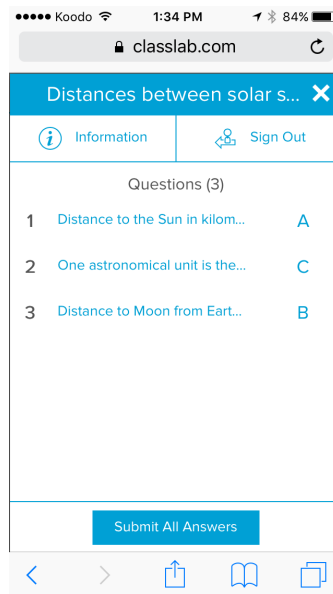 Koodo 1:34 PM 84%
classlab.com
Distances between solar s...
Information Sign Out
Questions (3)
1 Distance to the Sun in kilom... A
2 One astronomical unit is the... C
3 Distance to Moon from Eart... B
Submit All Answers